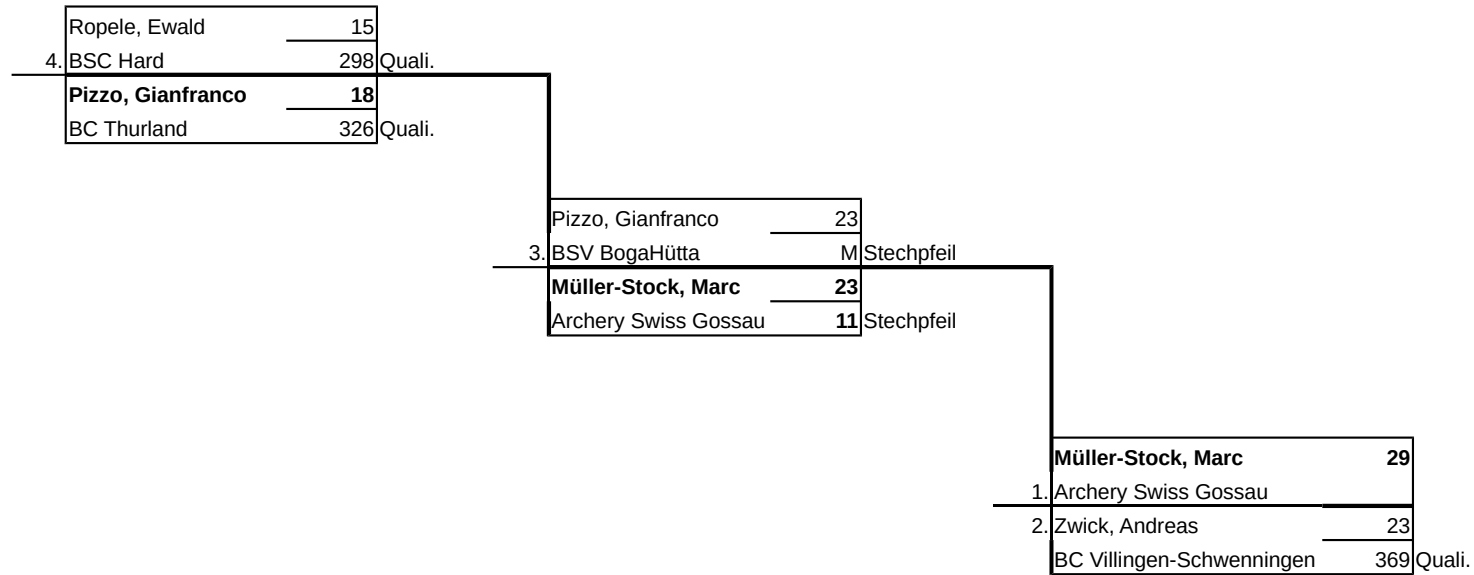 Ropele, Ewald 15
4. BSC Hard 298 Quali.
Pizzo, Gianfranco 18
BC Thurland 326 Quali.
Pizzo, Gianfranco 23
3. BSV BogaHütta M Stechpfeil
Müller-Stock, Marc 23
Archery Swiss Gossau 11 Stechpfeil
Müller-Stock, Marc 29
1. Archery Swiss Gossau
2. Zwick, Andreas 23
BC Villingen-Schwenningen 369 Quali.